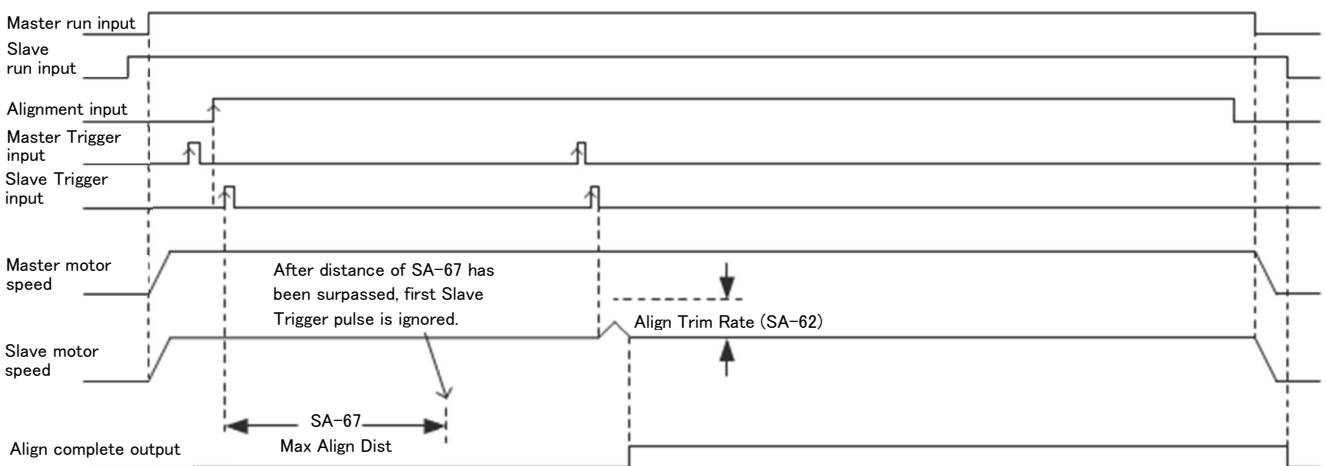 Master run input
Slave
run input
Alignment input
Master Trigger
input
Slave Trigger
input
Master motor
speed
After distance of SA-67 has
been surpassed, first Slave
Trigger pulse is ignored.
Align Trim Rate (SA-62)
Slave motor
speed
SA-67
Max Align Dist
Align complete output